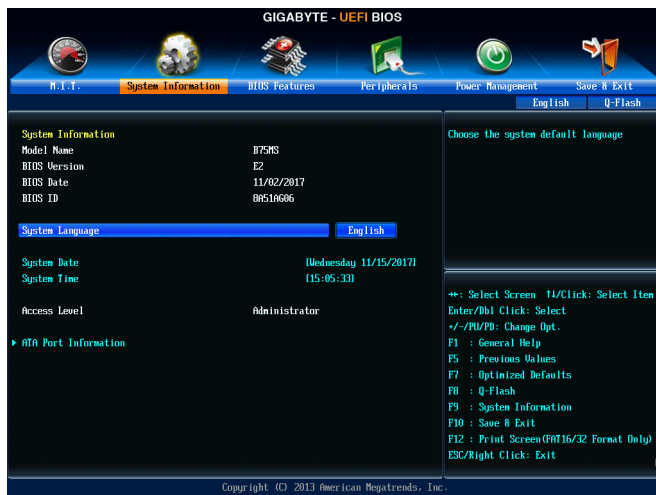 GIGABYTE - UEFI BIOS
M.I.T. System Information BIOS Features Peripherals Power Management Save & Exit
English Q-Flash
System Information
Model Name B75MS
BIOS Version E2
BIOS Date 11/02/2017
BIOS ID 8A51AG06
System Language English
System Date [Wednesday 11/15/2017]
System Time [15:05:33]
Access Level Administrator
ATA Port Information
Choose the system default language
→←: Select Screen ↑↓/Click: Select Item
Enter/Dbl Click: Select
+/-/PU/PD: Change Opt.
F1 : General Help
F5 : Previous Values
F7 : Optimized Defaults
F8 : Q-Flash
F9 : System Information
F10 : Save & Exit
F12 : Print Screen(FAT16/32 Format Only)
ESC/Right Click: Exit
Copyright (C) 2013 American Megatrends, Inc.